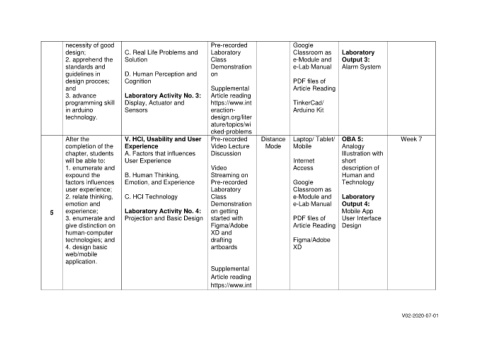 necessity of good
design;
2. apprehend the
standards and
guidelines in
design procces;
and
3. advance
programming skill
in arduino
technology.
C. Real Life Problems and
Solution
D. Human Perception and
Cognition
Laboratory Activity No. 3:
Display, Actuator and
Sensors
Pre-recorded
Laboratory
Class
Demonstration
on
Supplemental
Article reading
https://www.int
eraction-
design.org/liter
ature/topics/wi
cked-problems
Google
Classroom as
e-Module and
e-Lab Manual
PDF files of
Article Reading
TinkerCad/
Arduino Kit
Laboratory
Output 3:
Alarm System
5
After the
completion of the
chapter, students
will be able to:
1. enumerate and
expound the
factors influences
user experience;
2. relate thinking,
emotion and
experience;
3. enumerate and
give distinction on
human-computer
technologies; and
4. design basic
web/mobile
application.
V. HCI, Usability and User
Experience
A. Factors that influences
User Experience
B. Human Thinking,
Emotion, and Experience
C. HCI Technology
Laboratory Activity No. 4:
Projection and Basic Design
Pre-recorded
Video Lecture
Discussion
Video
Streaming on
Pre-recorded
Laboratory
Class
Demonstration
on getting
started with
Figma/Adobe
XD and
drafting
artboards
Supplemental
Article reading
https://www.int
Distance
Mode
Laptop/ Tablet/
Mobile
Internet
Access
Google
Classroom as
e-Module and
e-Lab Manual
PDF files of
Article Reading
Figma/Adobe
XD
OBA 5:
Analogy
Illustration with
short
description of
Human and
Technology
Laboratory
Output 4:
Mobile App
User Interface
Design
Week 7
V02-2020-07-01